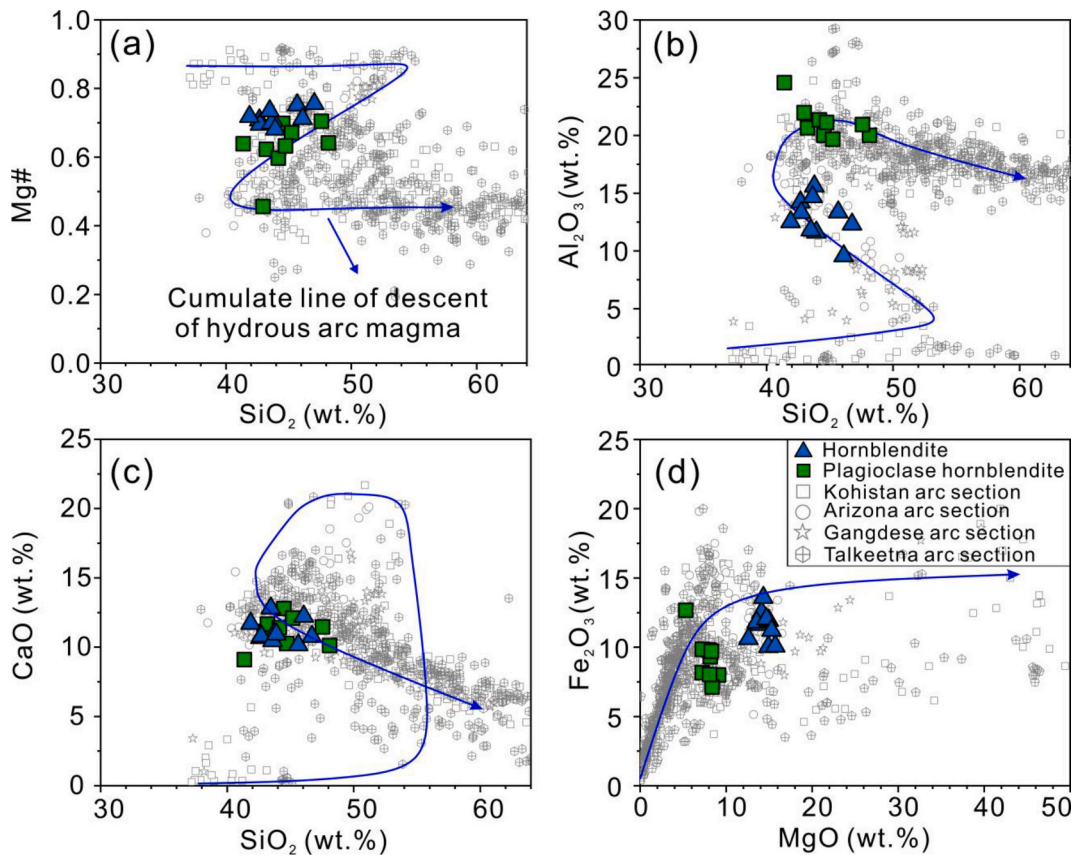 (a)
1.0
0.8
0.6
0.4
0.2
0.0
Mg#
Cumulate line of descent
of hydrous arc magma
30 40 50 60
SiO₂ (wt.%)
(b)
30
25
20
15
10
5
0
Al₂O₃ (wt.%)
30 40 50 60
SiO₂ (wt.%)
(c)
25
20
15
10
5
0
CaO (wt.%)
30 40 50 60
SiO₂ (wt.%)
(d)
Hornblendite
Plagioclase hornblendite
Kohistan arc section
Arizona arc section
Gangdese arc section
Talkeetna arc section
25
20
15
10
5
0
Fe₂O₃ (wt.%)
0 10 20 30 40 50
MgO (wt.%)